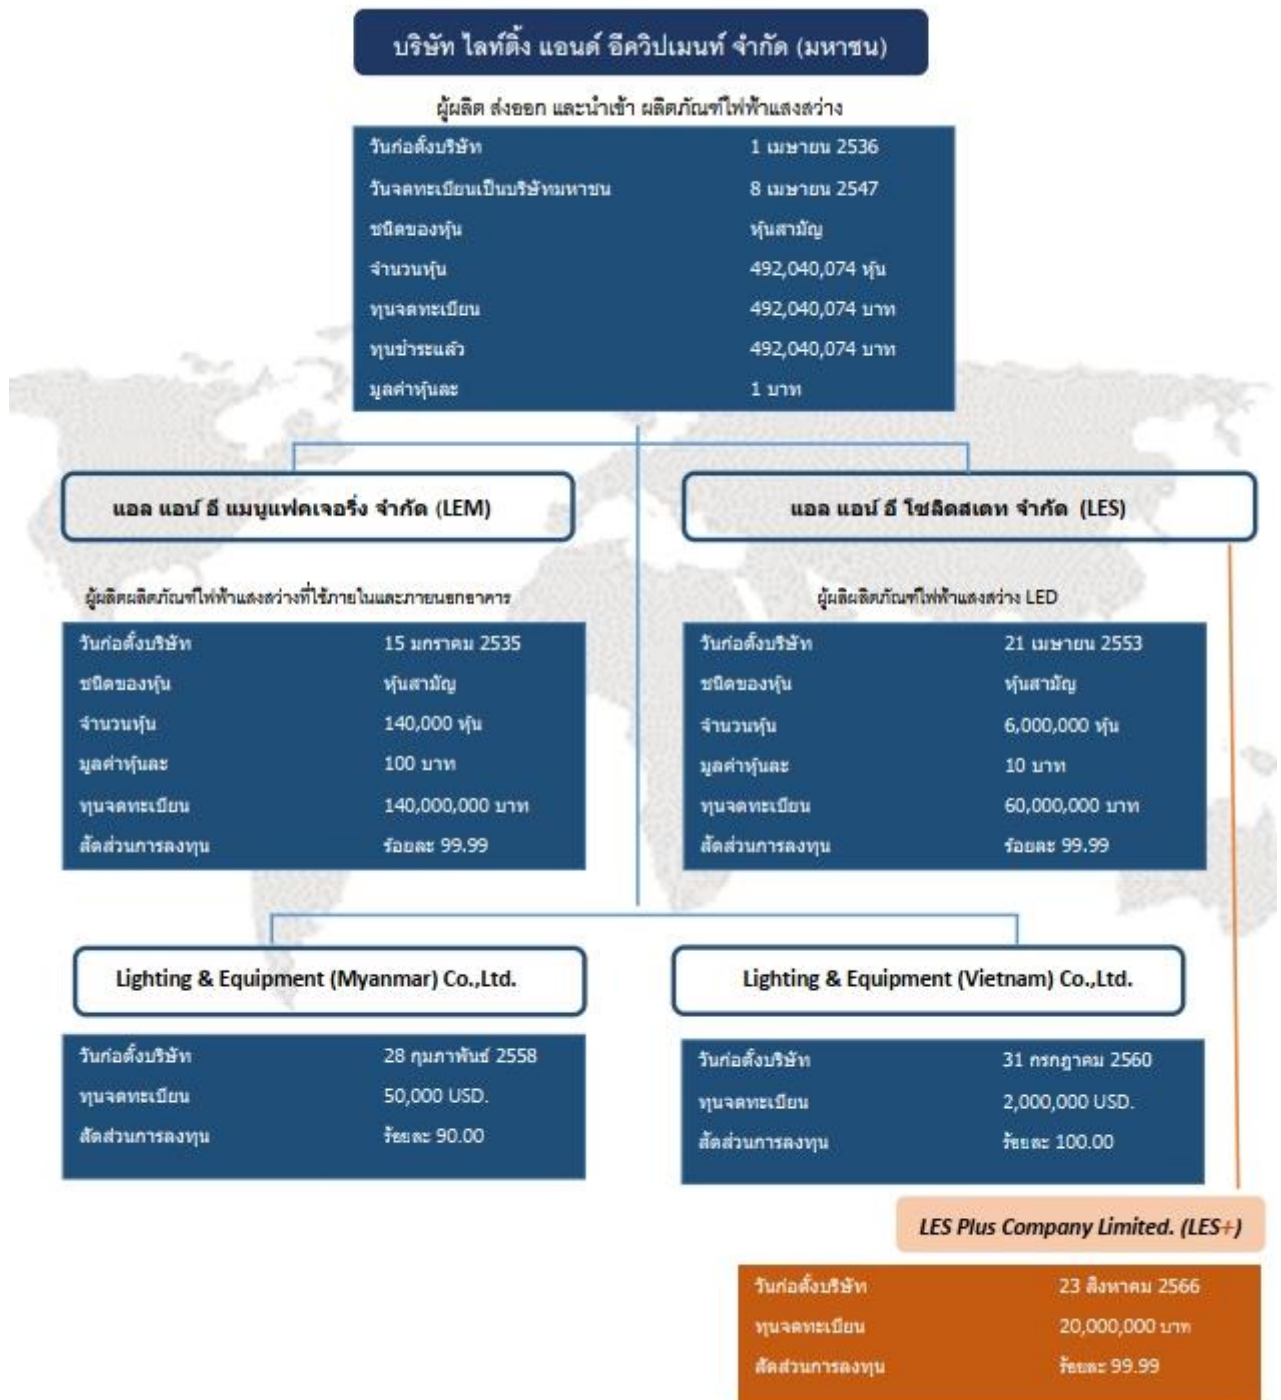 บริษัท ไลท์ติ้ง แอนด์ อีควิปเมนท์ จำกัด (มหาชน)
ผู้ผลิต ส่งออก และนำเข้า ผลิตภัณฑ์ไฟฟ้าแสงสว่าง
วันก่อตั้งบริษัท 1 เมษายน 2536
วันจดทะเบียนเป็นบริษัทมหาชน 8 เมษายน 2547
ชนิดของหุ้น หุ้นสามัญ
จำนวนหุ้น 492,040,074 หุ้น
ทุนจดทะเบียน 492,040,074 บาท
ทุนชำระแล้ว 492,040,074 บาท
มูลค่าหุ้นละ 1 บาท
แอล แอน์ อี แมนูแฟคเจอริ่ง จำกัด (LEM)
ผู้ผลิตผลิตภัณฑ์ไฟฟ้าแสงสว่างที่ใช้ภายในและภายนอกอาคาร
วันก่อตั้งบริษัท 15 มกราคม 2535
ชนิดของหุ้น หุ้นสามัญ
จำนวนหุ้น 140,000 หุ้น
มูลค่าหุ้นละ 100 บาท
ทุนจดทะเบียน 140,000,000 บาท
สัดส่วนการลงทุน ร้อยละ 99.99
แอล แอน์ อี โซลิดสเตท จำกัด (LES)
ผู้ผลิผลิตภัณฑ์ไฟฟ้าแสงสว่าง LED
วันก่อตั้งบริษัท 21 เมษายน 2553
ชนิดของหุ้น หุ้นสามัญ
จำนวนหุ้น 6,000,000 หุ้น
มูลค่าหุ้นละ 10 บาท
ทุนจดทะเบียน 60,000,000 บาท
สัดส่วนการลงทุน ร้อยละ 99.99
Lighting & Equipment (Myanmar) Co.,Ltd.
วันก่อตั้งบริษัท 28 กุมภาพันธ์ 2558
ทุนจดทะเบียน 50,000 USD.
สัดส่วนการลงทุน ร้อยละ 90.00
Lighting & Equipment (Vietnam) Co.,Ltd.
วันก่อตั้งบริษัท 31 กรกฎาคม 2560
ทุนจดทะเบียน 2,000,000 USD.
สัดส่วนการลงทุน ร้อยละ 100.00
LES Plus Company Limited. (LES+)
วันก่อตั้งบริษัท 23 สิงหาคม 2566
ทุนจดทะเบียน 20,000,000 บาท
สัดส่วนการลงทุน ร้อยละ 99.99